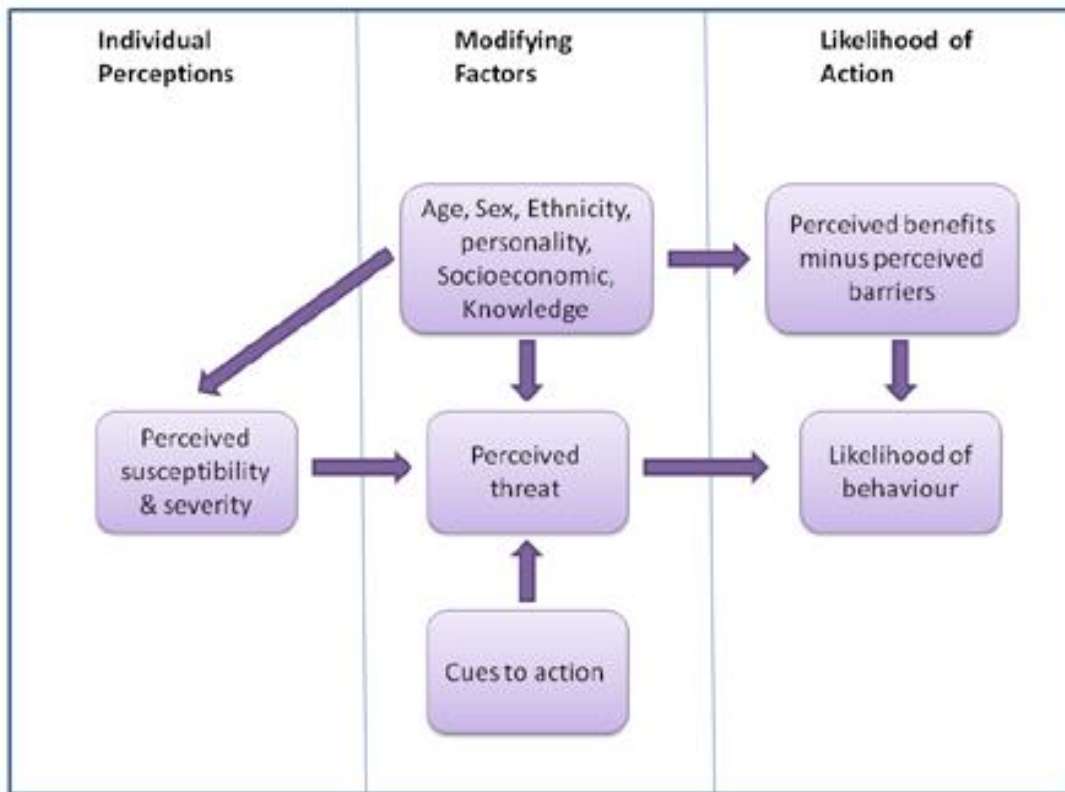 Individual
Perceptions
Modifying
Factors
Likelihood of
Action
Age, Sex, Ethnicity,
personality,
Socioeconomic,
Knowledge
Perceived benefits
minus perceived
barriers
Perceived
susceptibility
& severity
Perceived
threat
Likelihood of
behaviour
Cues to action